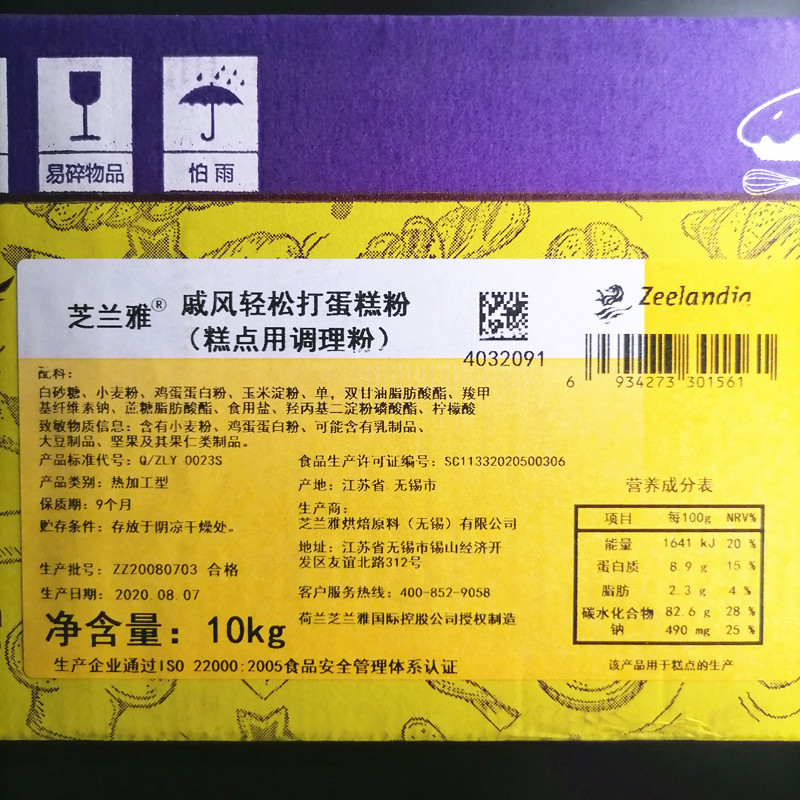 易碎物品
怕雨
芝兰雅® 戚风轻松打蛋糕粉
（糕点用调理粉）
4032091
Zeelandia
6 934273 301561
配料：
白砂糖、小麦粉、鸡蛋蛋白粉、玉米淀粉、单，双甘油脂肪酸酯、羧甲
基纤维素钠、蔗糖脂肪酸酯、食用盐、羟丙基二淀粉磷酸酯、柠檬酸
致敏物质信息：含有小麦粉、鸡蛋蛋白粉、可能含有乳制品、
大豆制品、坚果及其果仁类制品。
产品标准代号：Q/ZLY 0023S
食品生产许可证编号：SC11332020500306
产品类别：热加工型
产地：江苏省 无锡市
保质期：9个月
生产商：
芝兰雅烘焙原料（无锡）有限公司
贮存条件：存放于阴凉干燥处。
地址：江苏省无锡市锡山经济开
发区友谊北路312号
生产批号：ZZ20080703 合格
生产日期：2020.08.07
客户服务热线：400-852-9058
净含量：10kg
荷兰芝兰雅国际控股公司授权制造
生产企业通过ISO 22000:2005食品安全管理体系认证
营养成分表
项目 每100g NRV%
能量 1641 kJ 20 %
蛋白质 8.9 g 15 %
脂肪 2.3 g 4 %
碳水化合物 82.6 g 28 %
钠 490 mg 25 %
该产品用于糕点的生产